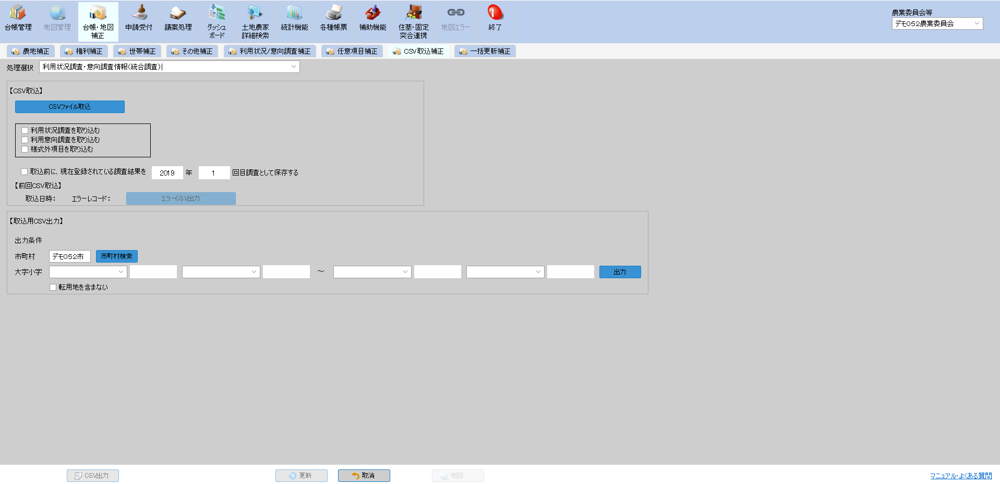 台帳管理
地図管理
台帳・地図
補正
申請受付
議案処理
ダッシュ
ボード
土地農家
詳細検索
統計機能
各種帳票
補助機能
住基・固定
突合連携
地図エラー
終了
農業委員会等
デモ052農業委員会
農地補正
権利補正
世帯補正
その他補正
利用状況/意向調査補正
任意項目補正
CSV取込補正
一括更新補正
処理選択 利用状況調査・意向調査情報(統合調査)
【CSV取込】
CSVファイル取込
利用状況調査を取り込む
利用意向調査を取り込む
様式外項目を取り込む
取込前に、現在登録されている調査結果を 2019 年 1 回目調査として保存する
【前回CSV取込】
取込日時: エラーレコード: エラーCSV出力
【取込用CSV出力】
出力条件
市町村 デモ052市 市町村検索
大字小字 ～ 出力
転用地を含まない
CSV出力
更新
取消
地図
マニュアル・よくある質問